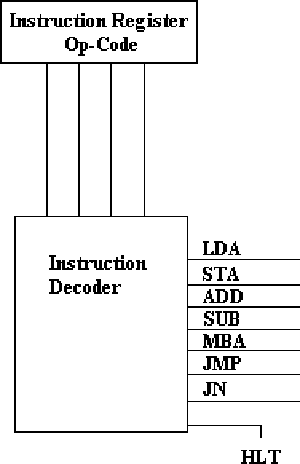 Instruction Register
Op-Code
Instruction
Decoder
LDA
STA
ADD
SUB
MBA
JMP
JN
HLT